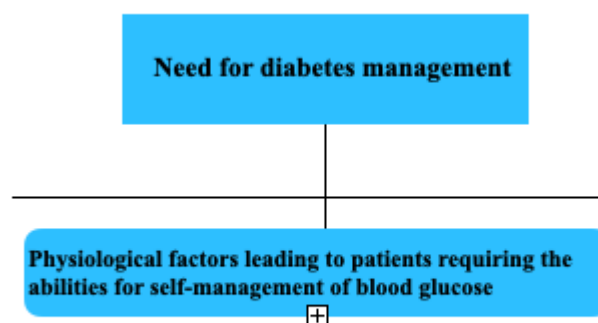 Need for diabetes management
Physiological factors leading to patients requiring the
abilities for self-management of blood glucose